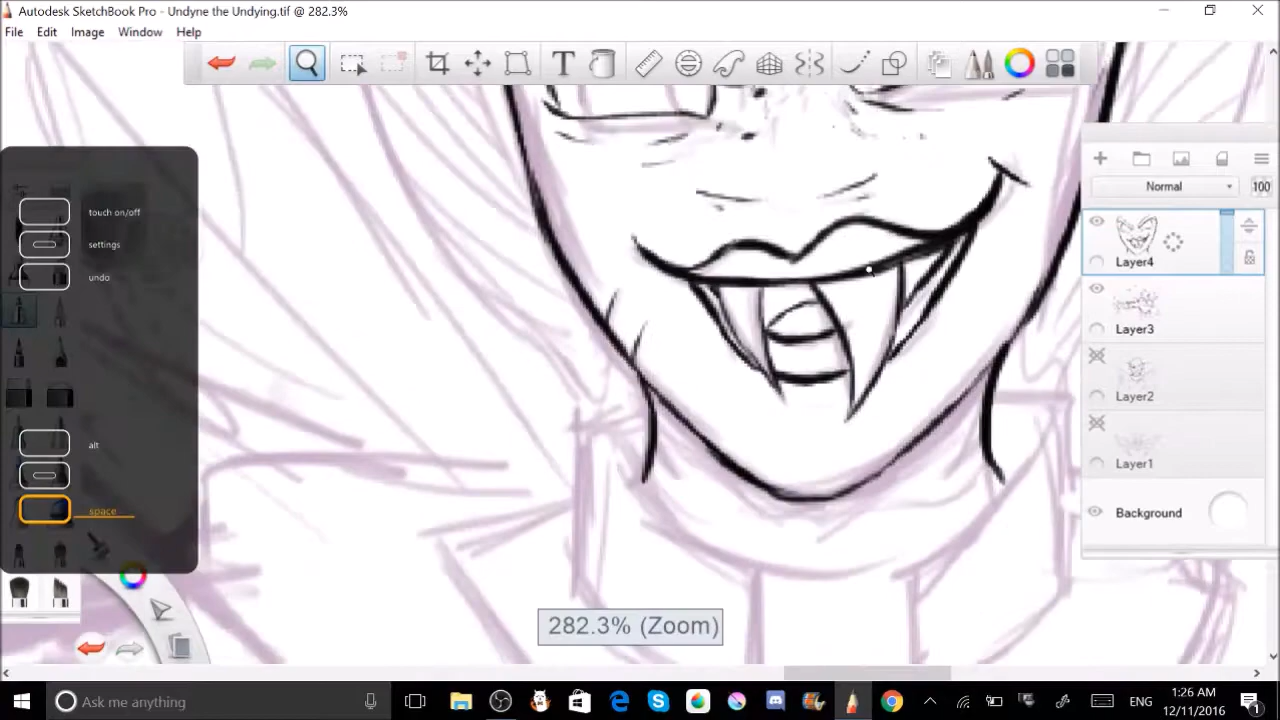 Autodesk SketchBook Pro - Undyne the Undying.tif @ 282.3%
File Edit Image Window Help
T
Normal 100
touch on/off
settings
undo
Layer4
Layer3
Layer2
Layer1
alt
space
Background
282.3% (Zoom)
Ask me anything
ENG
1:26 AM
12/11/2016
1